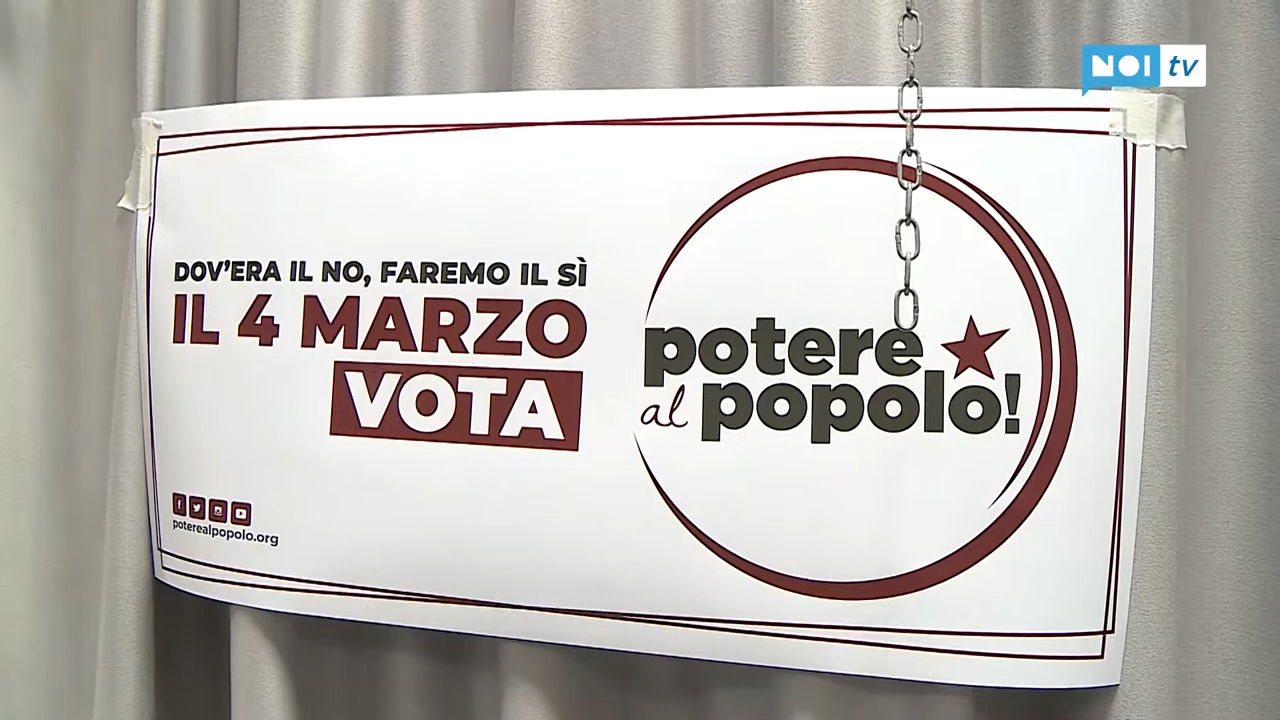 NOI tv
DOV'ERA IL NO, FAREMO IL SÌ
IL 4 MARZO
VOTA
potere
al popolo!
poterealpopolo.org